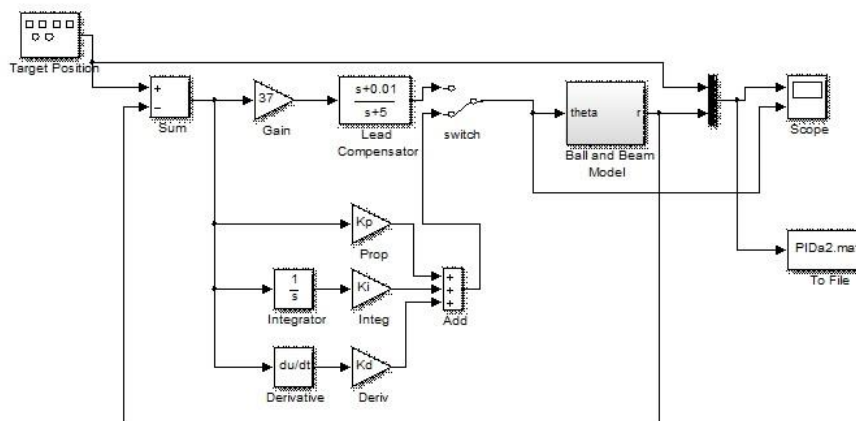 Target Position
+
−
Sum
37
Gain
s+0.01
s+5
Lead
Compensator
switch
theta
r
Ball and Beam
Model
Scope
Kp
Prop
1
s
Integrator
Ki
Integ
+
+
+
Add
du/dt
Derivative
Kd
Deriv
PIDa2.mat
To File